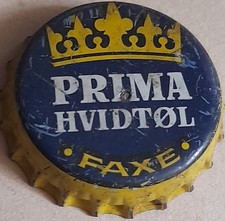 PRIMA
HVIDTØL
· FAXE ·